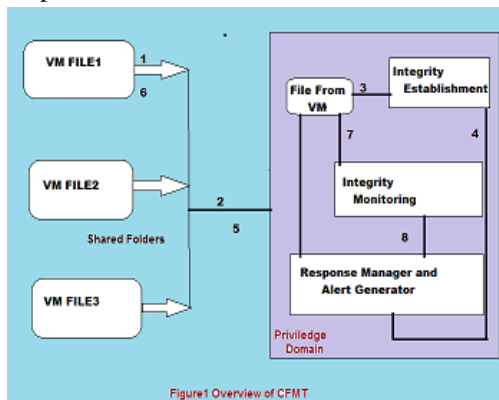 VM FILE1
1
6
VM FILE2
Shared Folders
VM FILE3
2
5
File From
VM
3
Integrity
Establishment
4
7
Integrity
Monitoring
8
Response Manager and
Alert Generator
Priviledge
Domain
Figure1 Overview of CFMT